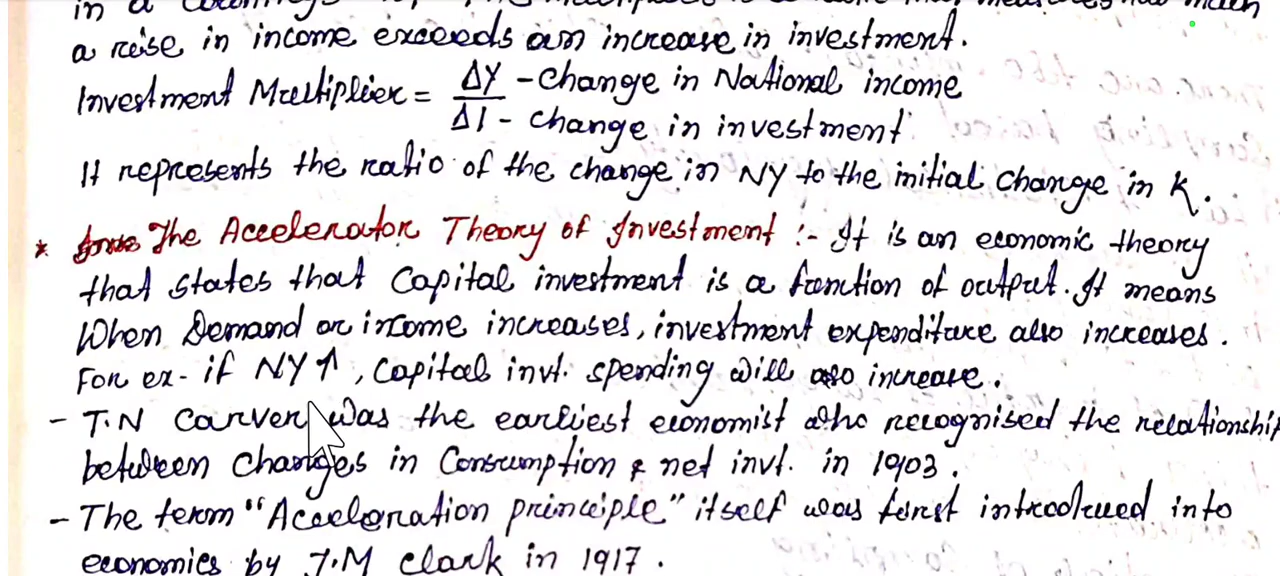 in a
a raise in income exceeds an increase in investment.
Investment Multiplier = ΔY - change in National income
ΔI - change in investment
It represents the ratio of the change in NY to the initial change in K.
* The Accelerator Theory of Investment :- It is an economic theory
that states that Capital investment is a function of output. It means
When Demand or income increases, investment expenditure also increases.
For ex- if NY ↑, Capital invt. spending will also increase.
- T.N Carver was the earliest economist who recognised the relationship
between changes in Consumption & net invt. in 1903.
- The term "Acceleration principle" itself was first introduced into
economics by J.M Clark in 1917.